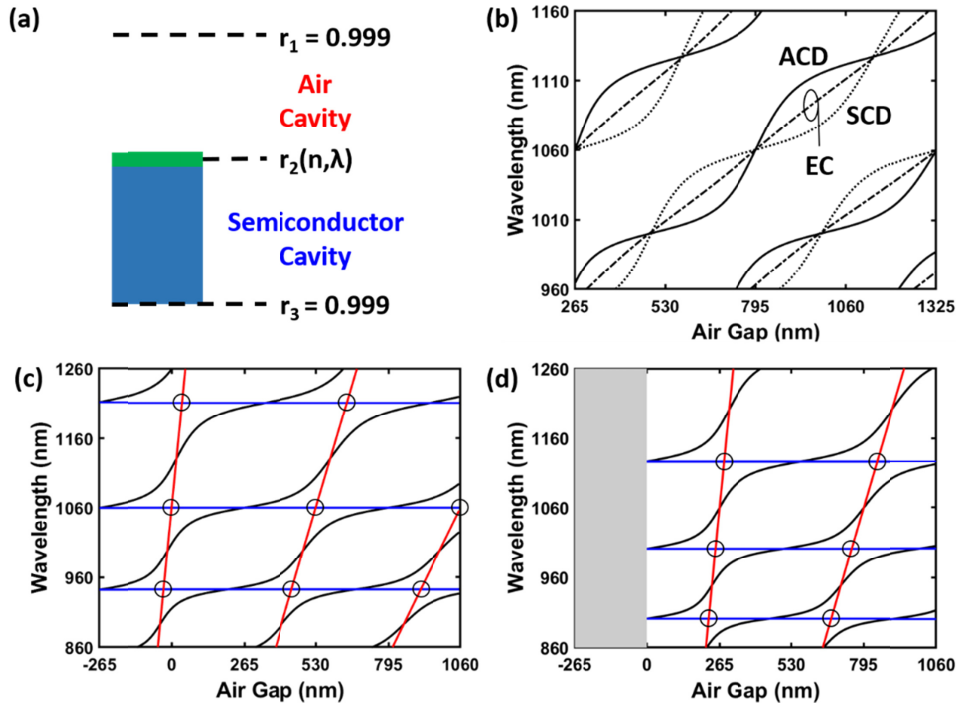 (a)
r1 = 0.999
Air
Cavity
r2(n,λ)
Semiconductor
Cavity
r3 = 0.999
(b)
Wavelength (nm)
1160
1110
1060
1010
960
ACD
SCD
EC
265 530 795 1060 1325
Air Gap (nm)
(c)
Wavelength (nm)
1260
1160
1060
960
860
-265 0 265 530 795 1060
Air Gap (nm)
(d)
Wavelength (nm)
1260
1160
1060
960
860
-265 0 265 530 795 1060
Air Gap (nm)